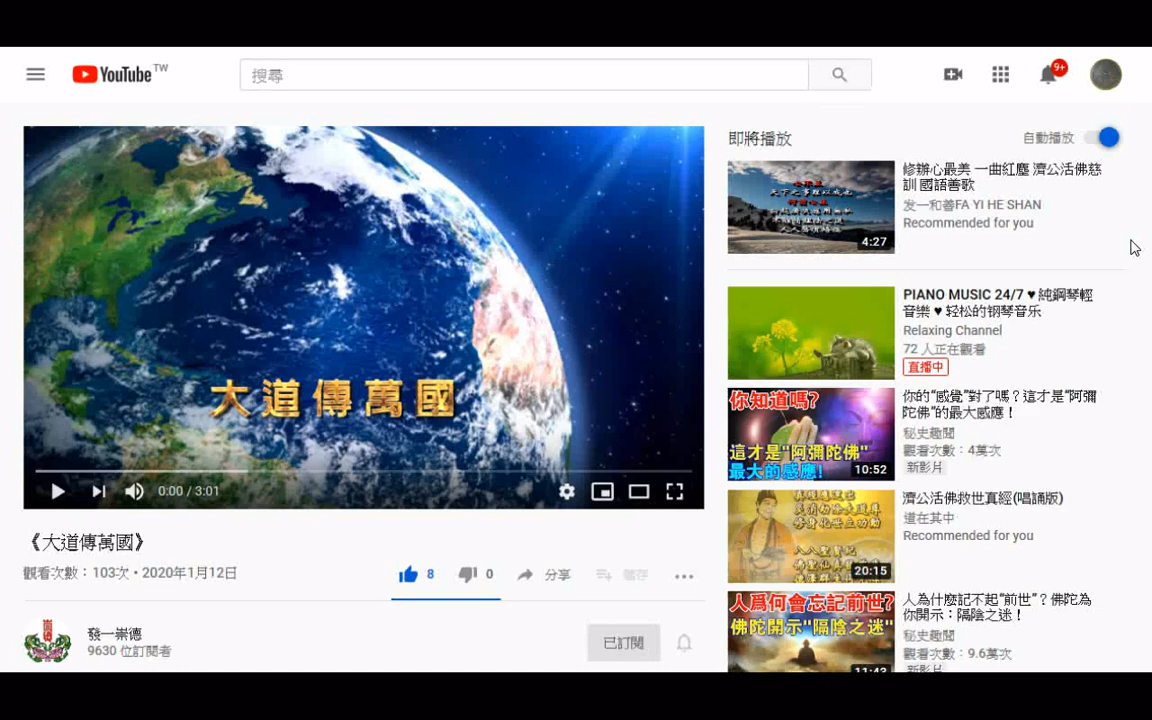 YouTube TW
搜尋
9+
大道傳萬國
0:00 / 3:01
《大道傳萬國》
觀看次數：103次 • 2020年1月12日
8
0
分享
儲存
發一崇德
9630 位訂閱者
已訂閱
即將播放
自動播放
4:27
修辦心最美 一曲紅塵 濟公活佛慈
訓 國語善歌
发一和善FA YI HE SHAN
Recommended for you
PIANO MUSIC 24/7 ♥ 純鋼琴輕
音樂 ♥ 轻松的钢琴音乐
Relaxing Channel
72 人正在觀看
直播中
你知道嗎?
這才是"阿彌陀佛"
最大的感應!
10:52
你的"感覺"對了嗎？這才是"阿彌
陀佛"的最大感應！
秘史趣聞
觀看次數：4萬次
新影片
20:15
濟公活佛救世真經(唱誦版)
道在其中
Recommended for you
人爲何會忘記前世?
佛陀開示"隔陰之迷"
11:43
人為什麼記不起"前世"？佛陀為
你開示：隔陰之迷！
秘史趣聞
觀看次數：9.6萬次
新影片